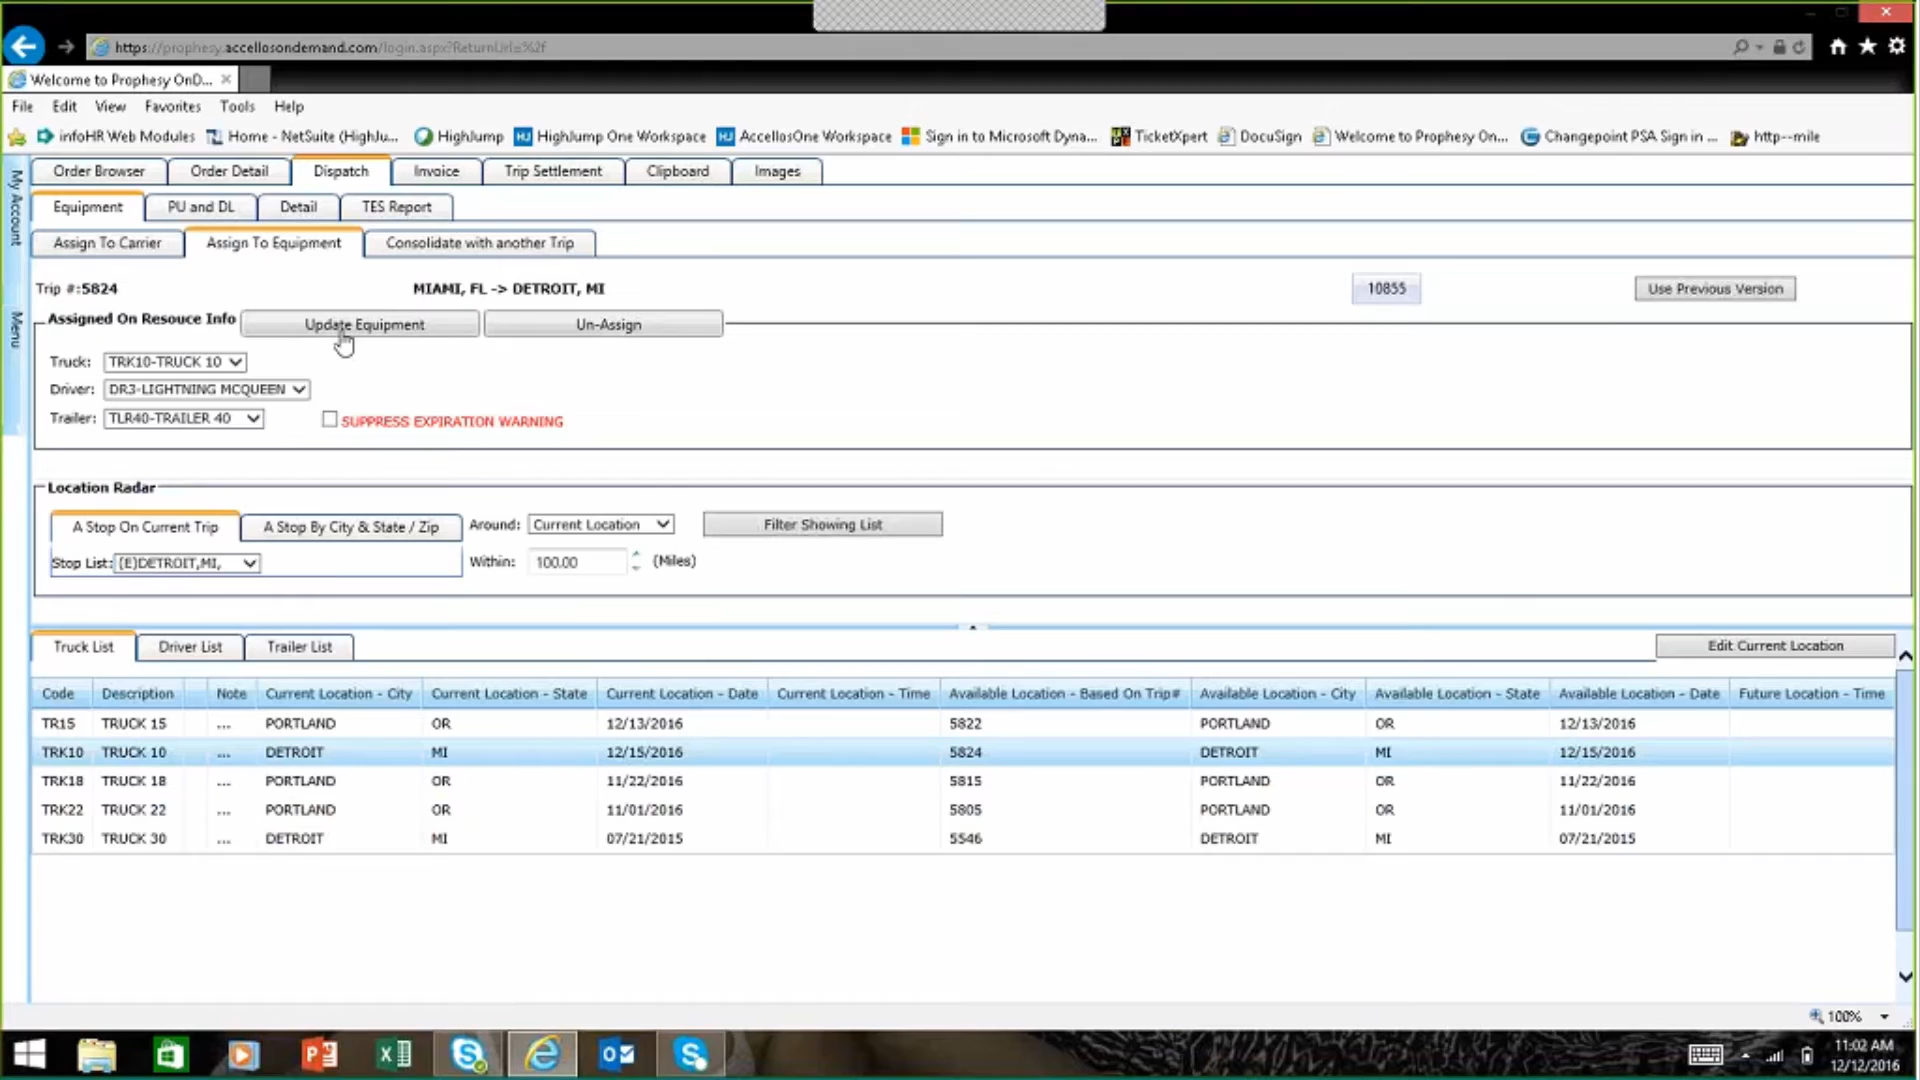 https://prophesy.accellosondemand.com/login.aspx?ReturnUrl=%2f
Welcome to Prophesy OnD...
File Edit View Favorites Tools Help
infoHR Web Modules Home - NetSuite (HighJu... HighJump HighJump One Workspace AccellosOne Workspace Sign in to Microsoft Dyna... TicketXpert DocuSign Welcome to Prophesy On... Changepoint PSA Sign in ... http--mile
My Account
Menu
Order Browser Order Detail Dispatch Invoice Trip Settlement Clipboard Images
Equipment PU and DL Detail TES Report
Assign To Carrier Assign To Equipment Consolidate with another Trip
Trip #:5824 MIAMI, FL -> DETROIT, MI 10855 Use Previous Version
Assigned On Resouce Info Update Equipment Un-Assign
Truck: TRK10-TRUCK 10
Driver: DR3-LIGHTNING MCQUEEN
Trailer: TLR40-TRAILER 40 SUPPRESS EXPIRATION WARNING
Location Radar
A Stop On Current Trip A Stop By City & State / Zip Around: Current Location Filter Showing List
Stop List: (E)DETROIT,MI, Within: 100.00 (Miles)
Truck List Driver List Trailer List Edit Current Location
Code Description Note Current Location - City Current Location - State Current Location - Date Current Location - Time Available Location - Based On Trip# Available Location - City Available Location - State Available Location - Date Future Location - Time
TR15 TRUCK 15 ... PORTLAND OR 12/13/2016 5822 PORTLAND OR 12/13/2016
TRK10 TRUCK 10 ... DETROIT MI 12/15/2016 5824 DETROIT MI 12/15/2016
TRK18 TRUCK 18 ... PORTLAND OR 11/22/2016 5815 PORTLAND OR 11/22/2016
TRK22 TRUCK 22 ... PORTLAND OR 11/01/2016 5805 PORTLAND OR 11/01/2016
TRK30 TRUCK 30 ... DETROIT MI 07/21/2015 5546 DETROIT MI 07/21/2015
100%
11:02 AM
12/12/2016